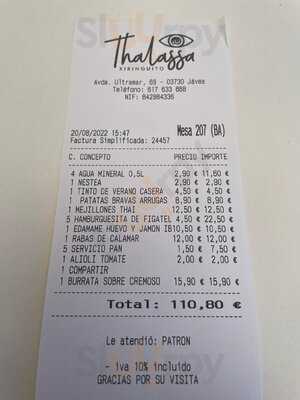 Thalassa
XIRINGUITO
Avda. Ultramar, 69 - 03730 Jávea
Teléfono: 617 633 688
NIF: B42984336
20/08/2022 15:47 Mesa 207 (BA)
Factura Simplificada: 24457
C. CONCEPTO PRECIO IMPORTE
4 AGUA MINERAL 0,5L 2,90 € 11,60 €
1 NESTEA 2,90 € 2,90 €
1 TINTO DE VERANO CASERA 4,50 € 4,50 €
1 PATATAS BRAVAS ARRUGAS 8,90 € 8,90 €
1 MEJILLONES THAI 12,50 € 12,50 €
5 HAMBURGUESITA DE FIGATEL 4,50 € 22,50 €
1 EDAMAME HUEVO Y JAMON IB 10,50 € 10,50 €
1 RABAS DE CALAMAR 12,00 € 12,00 €
5 SERVICIO PAN 1,50 € 7,50 €
1 ALIOLI TOMATE 2,00 € 2,00 €
1 COMPARTIR
1 BURRATA SOBRE CREMOSO 15,90 € 15,90 €
Total: 110,80 €
Le atendió: PATRON
- iva 10% incluido
GRACIAS POR SU VISITA